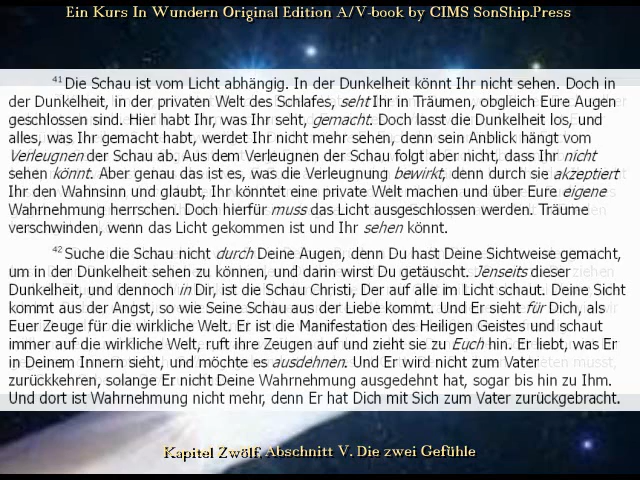 Ein Kurs In Wundern Original Edition A/V-book by CIMS SonShip.Press
41 Die Schau ist vom Licht abhängig. In der Dunkelheit könnt Ihr nicht sehen. Doch in
der Dunkelheit, in der privaten Welt des Schlafes, seht Ihr in Träumen, obgleich Eure Augen
geschlossen sind. Hier habt Ihr, was Ihr seht, gemacht. Doch lasst die Dunkelheit los, und
alles, was Ihr gemacht habt, werdet Ihr nicht mehr sehen, denn sein Anblick hängt vom
Verleugnen der Schau ab. Aus dem Verleugnen der Schau folgt aber nicht, dass Ihr nicht
sehen könnt. Aber genau das ist es, was die Verleugnung bewirkt, denn durch sie akzeptiert
Ihr den Wahnsinn und glaubt, Ihr könntet eine private Welt machen und über Eure eigene
Wahrnehmung herrschen. Doch hierfür muss das Licht ausgeschlossen werden. Träume
verschwinden, wenn das Licht gekommen ist und Ihr sehen könnt.
42 Suche die Schau nicht durch Deine Augen, denn Du hast Deine Sichtweise gemacht,
um in der Dunkelheit sehen zu können, und darin wirst Du getäuscht. Jenseits dieser
Dunkelheit, und dennoch in Dir, ist die Schau Christi, Der auf alle im Licht schaut. Deine Sicht
kommt aus der Angst, so wie Seine Schau aus der Liebe kommt. Und Er sieht für Dich, als
Euer Zeuge für die wirkliche Welt. Er ist die Manifestation des Heiligen Geistes und schaut
immer auf die wirkliche Welt, ruft ihre Zeugen auf und zieht sie zu Euch hin. Er liebt, was Er
in Deinem Innern sieht, und möchte es ausdehnen. Und Er wird nicht zum Vater
zurückkehren, solange Er nicht Deine Wahrnehmung ausgedehnt hat, sogar bis hin zu Ihm.
Und dort ist Wahrnehmung nicht mehr, denn Er hat Dich mit Sich zum Vater zurückgebracht.
Kapitel Zwölf, Abschnitt V. Die zwei Gefühle